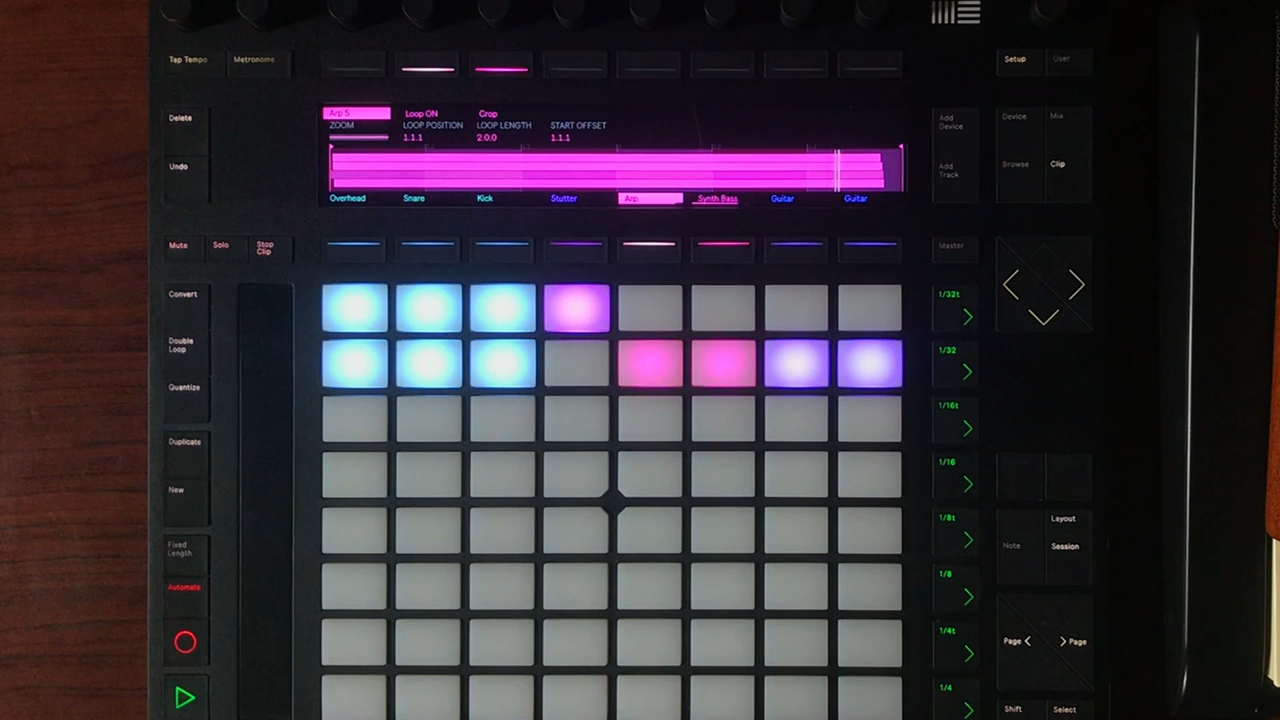 Tap Tempo
Metronome
Setup
User
Delete
Undo
Arp 5
Loop ON
Crop
ZOOM
LOOP POSITION
LOOP LENGTH
START OFFSET
1.1.1
2.0.0
1.1.1
Overhead
Snare
Kick
Stutter
Arp
Synth Bass
Guitar
Guitar
Add
Device
Add
Track
Device
Mix
Browse
Clip
Mute
Solo
Stop
Clip
Master
Convert
Double
Loop
Quantize
Duplicate
New
Fixed
Length
Automate
1/32t
1/32
1/16t
1/16
1/8t
1/8
1/4t
1/4
Layout
Note
Session
Page
Page
Shift
Select